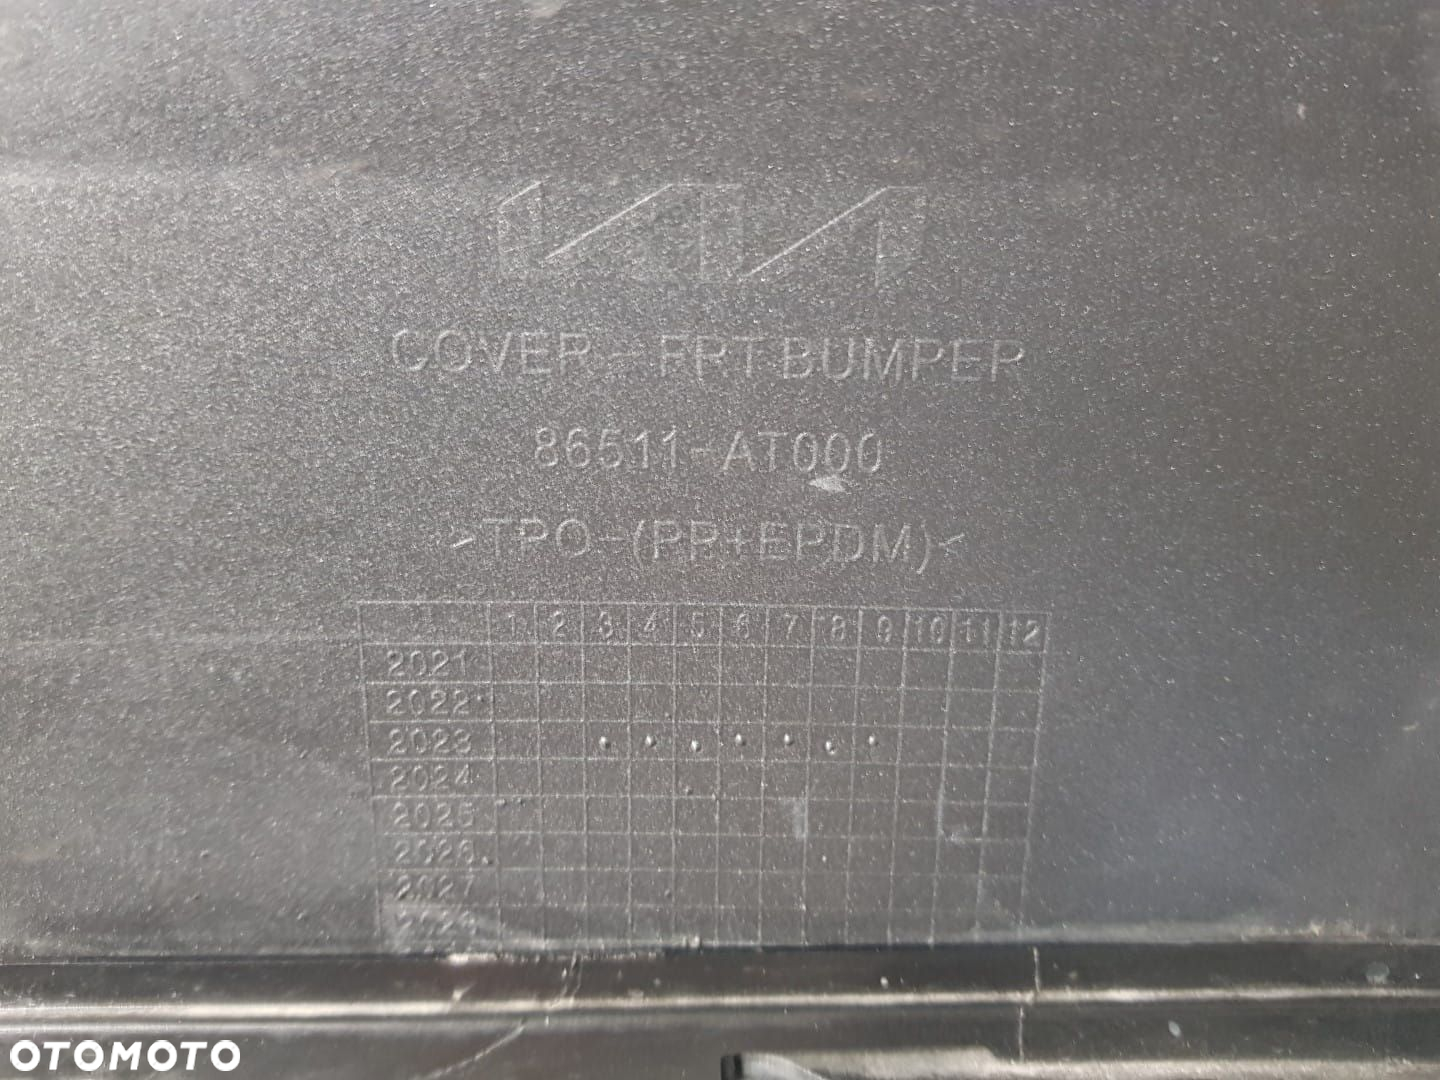 KIA
COVER - FRT BUMPER
86511-AT000
>TPO-(PP+EPDM)<
1 2 3 4 5 6 7 8 9 10 11 12
2021
2022
2023
2024
2025
2026
2027
2028
OTOMOTO